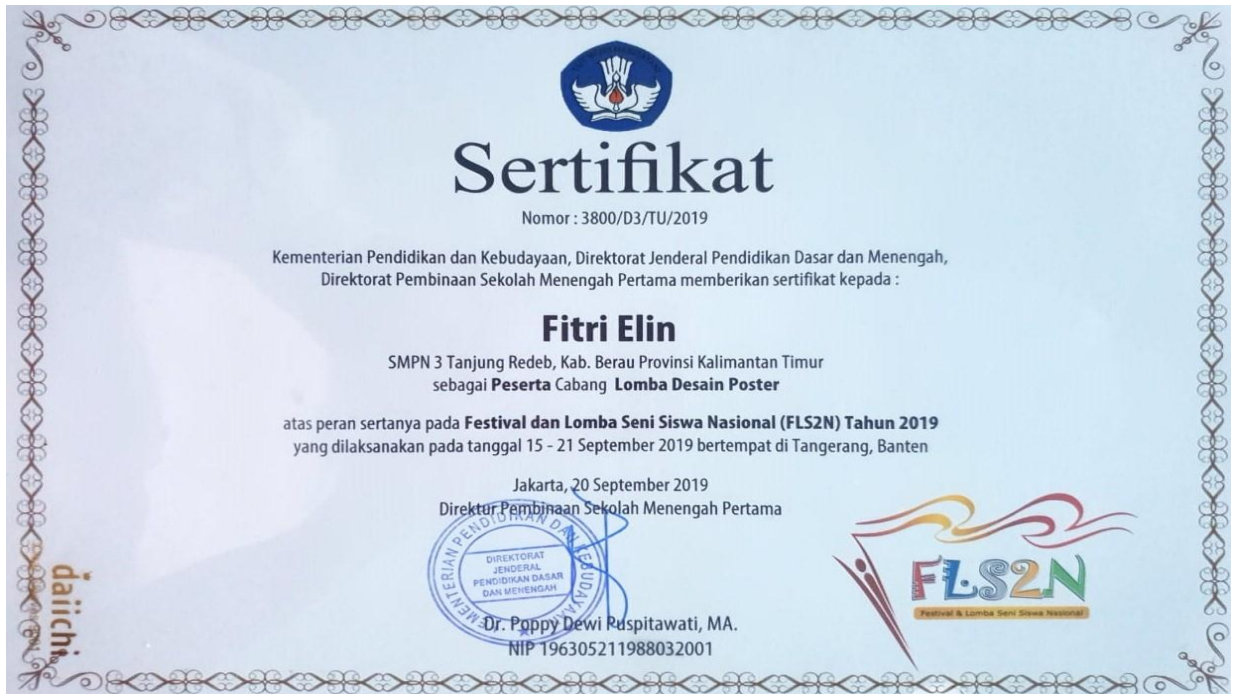 Sertifikat
Nomor : 3800/D3/TU/2019
Kementerian Pendidikan dan Kebudayaan, Direktorat Jenderal Pendidikan Dasar dan Menengah,
Direktorat Pembinaan Sekolah Menengah Pertama memberikan sertifikat kepada :
Fitri Elin
SMPN 3 Tanjung Redeb, Kab. Berau Provinsi Kalimantan Timur
sebagai Peserta Cabang Lomba Desain Poster
atas peran sertanya pada Festival dan Lomba Seni Siswa Nasional (FLS2N) Tahun 2019
yang dilaksanakan pada tanggal 15 - 21 September 2019 bertempat di Tangerang, Banten
Jakarta, 20 September 2019
Direktur Pembinaan Sekolah Menengah Pertama
KEMENTERIAN PENDIDIKAN DAN KEBUDAYAAN
DIREKTORAT
JENDERAL
PENDIDIKAN DASAR
DAN MENENGAH
Dr. Poppy Dewi Puspitawati, MA.
NIP 196305211988032001
FLS2N
Festival & Lomba Seni Siswa Nasional
daiichi